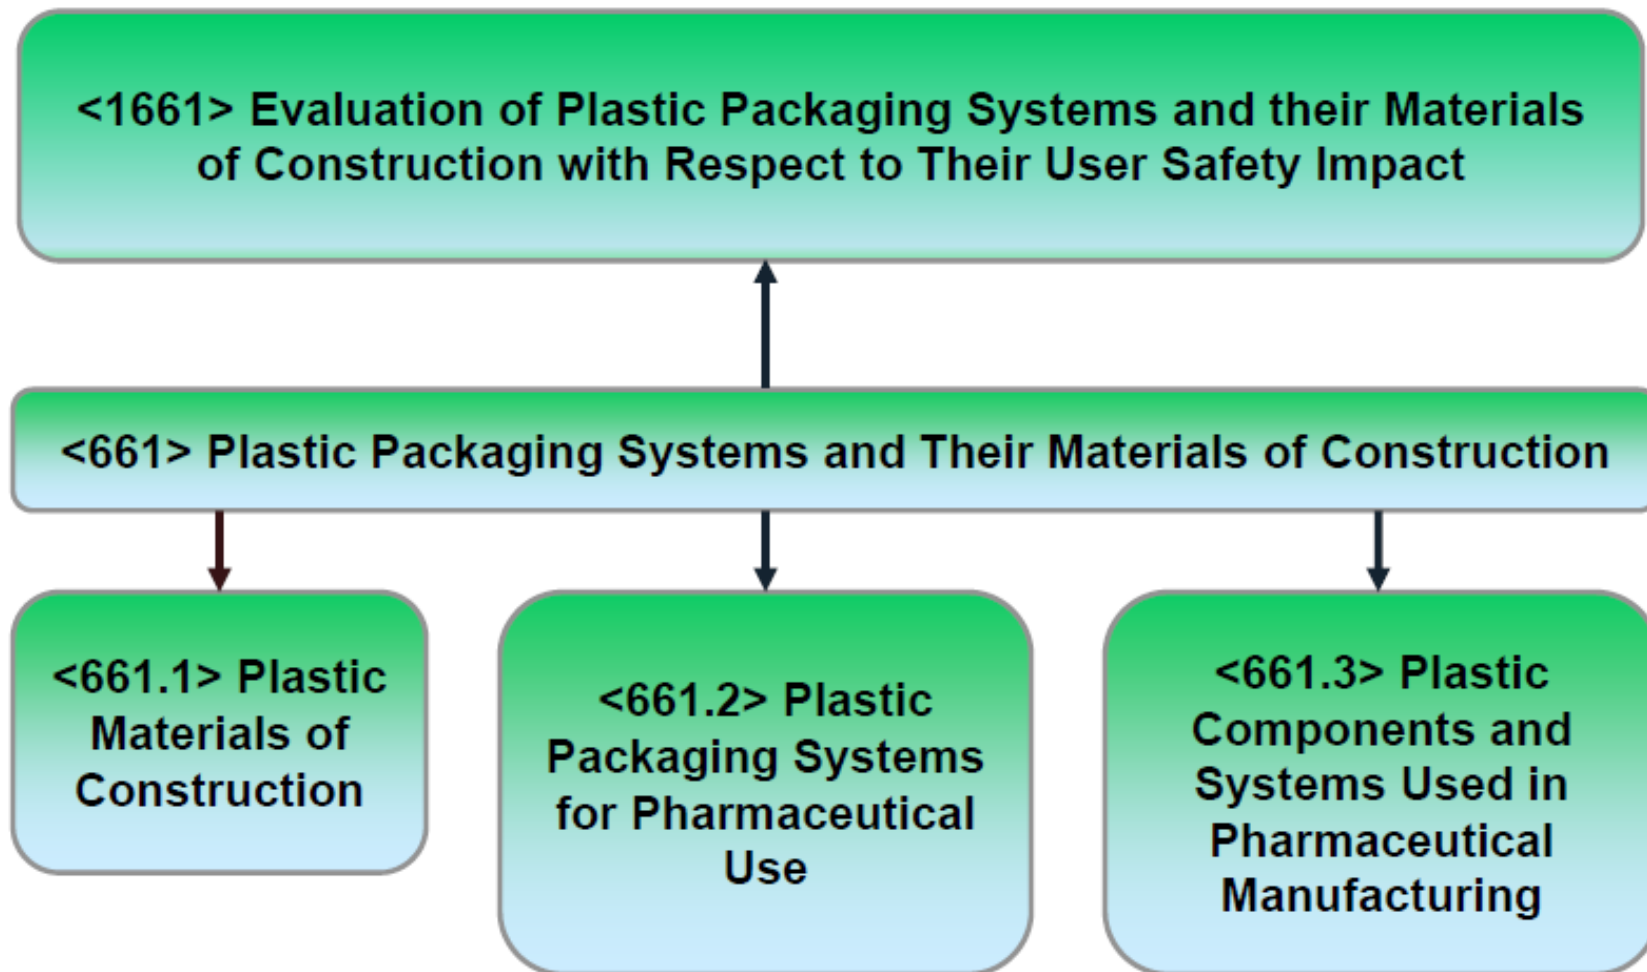 <1661> Evaluation of Plastic Packaging Systems and their Materials
of Construction with Respect to Their User Safety Impact
<661> Plastic Packaging Systems and Their Materials of Construction
<661.1> Plastic
Materials of
Construction
<661.2> Plastic
Packaging Systems
for Pharmaceutical
Use
<661.3> Plastic
Components and
Systems Used in
Pharmaceutical
Manufacturing